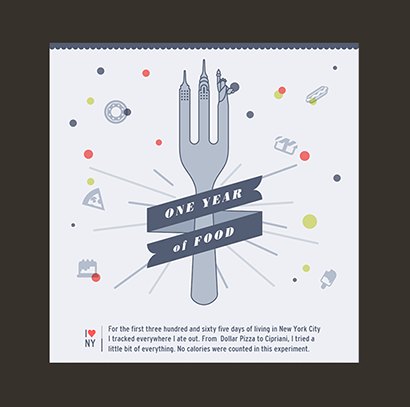 ONE YEAR
of FOOD
I ♥
NY
For the first three hundred and sixty five days of living in New York City
I tracked everywhere I ate out. From Dollar Pizza to Cipriani, I tried a
little bit of everything. No calories were counted in this experiment.